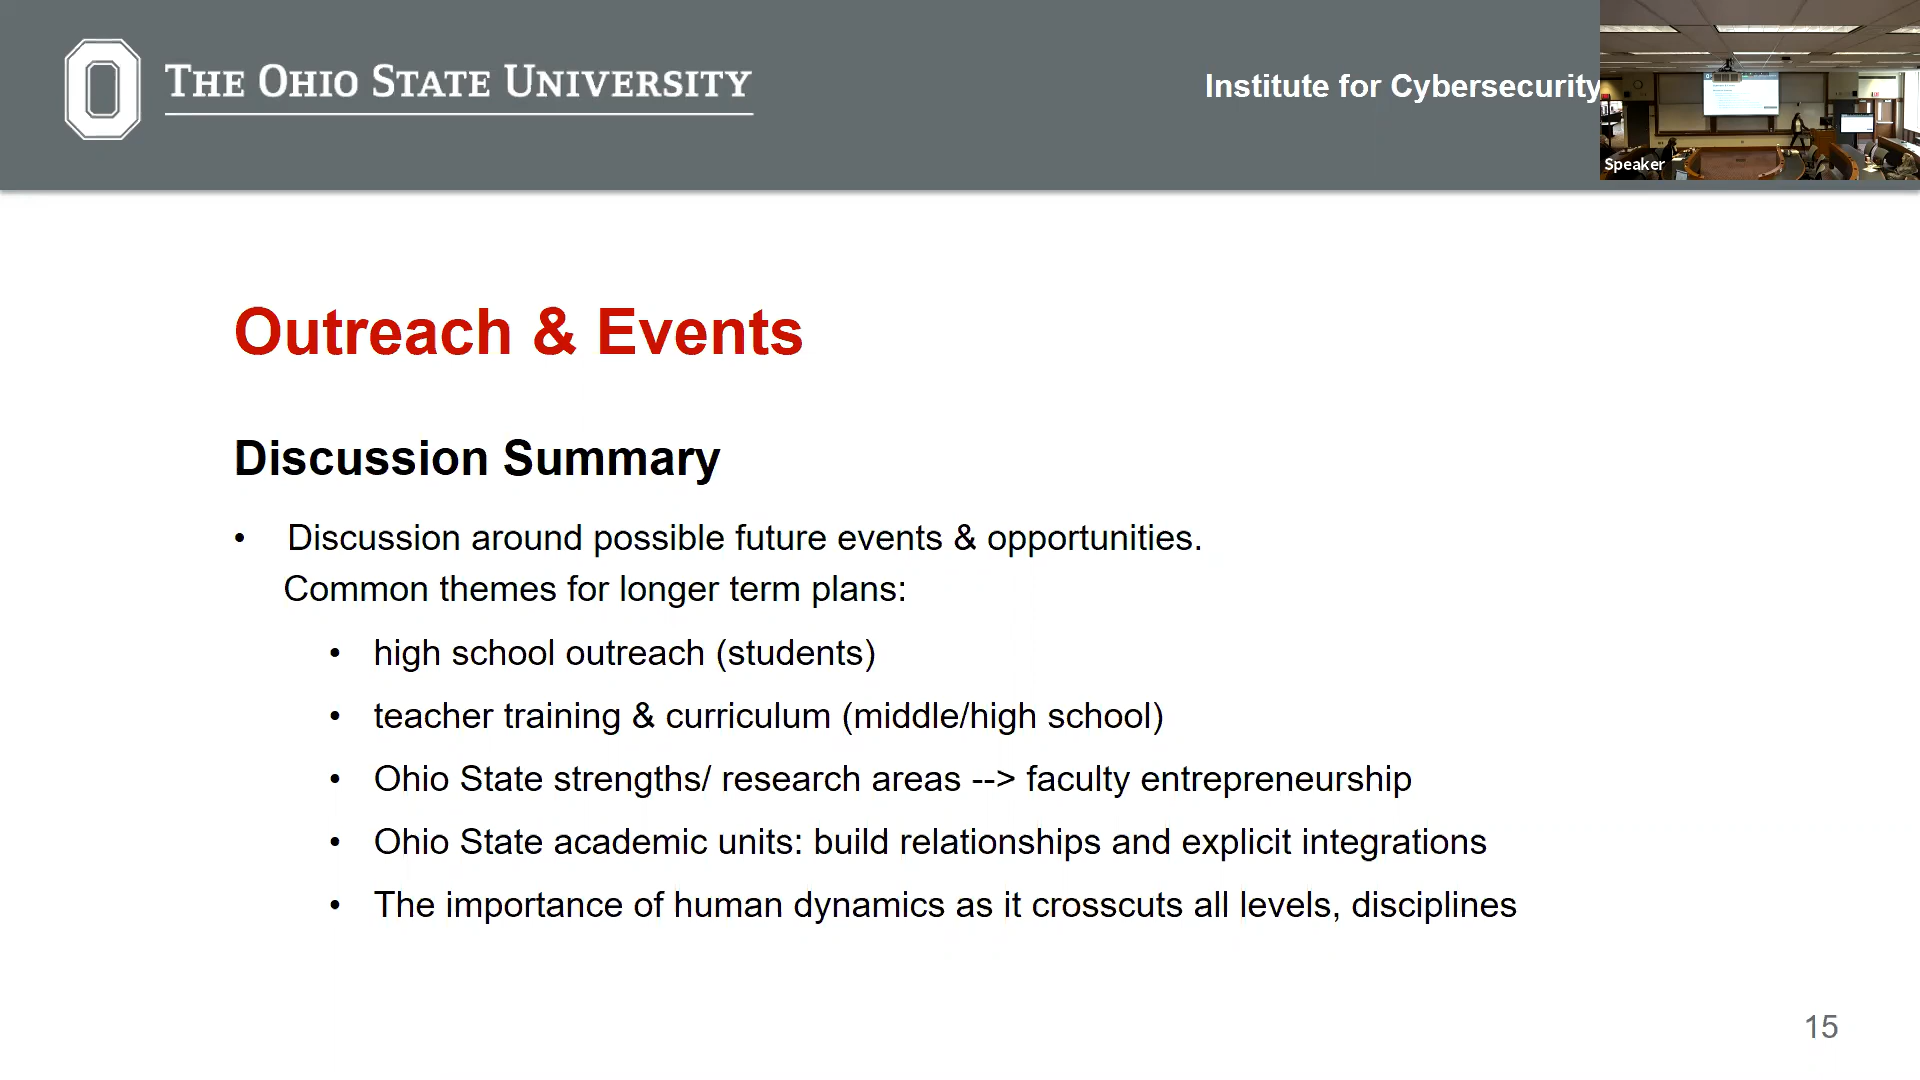 THE OHIO STATE UNIVERSITY
Institute for Cybersecurity
Speaker
Outreach & Events
Discussion Summary
• Discussion around possible future events & opportunities.
Common themes for longer term plans:
• high school outreach (students)
• teacher training & curriculum (middle/high school)
• Ohio State strengths/ research areas --> faculty entrepreneurship
• Ohio State academic units: build relationships and explicit integrations
• The importance of human dynamics as it crosscuts all levels, disciplines
15